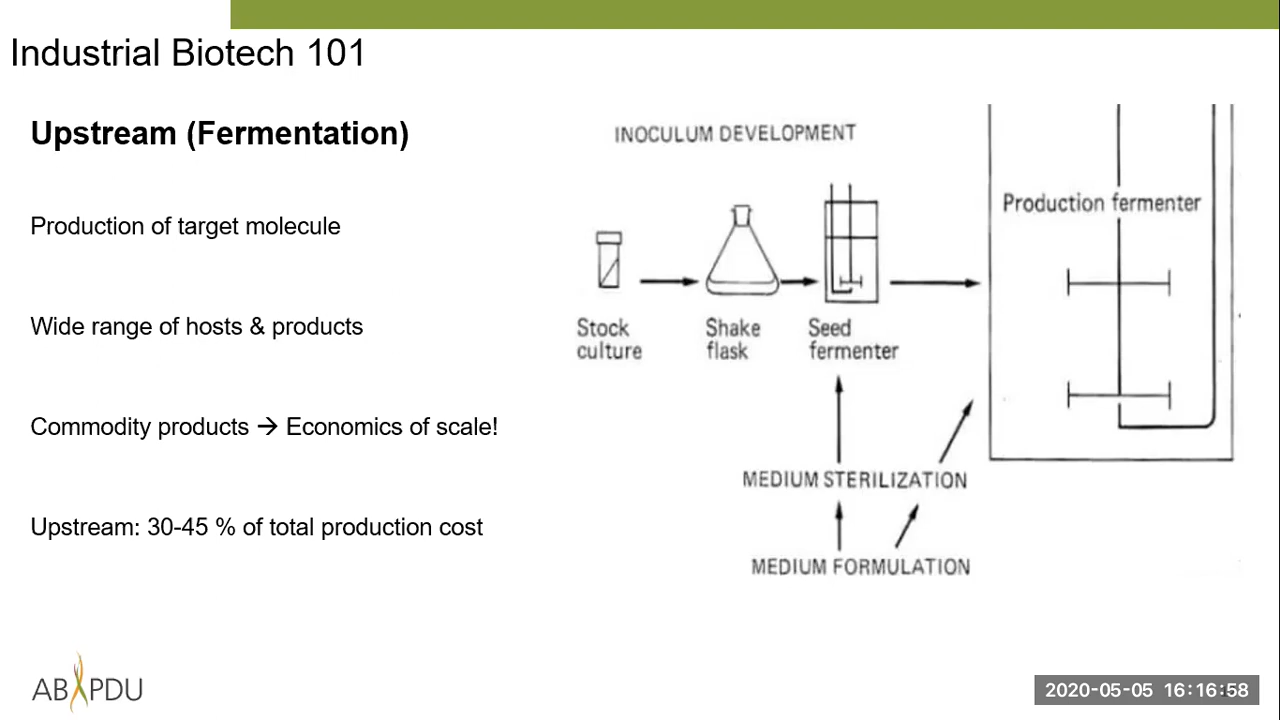 Industrial Biotech 101
Upstream (Fermentation)
Production of target molecule
Wide range of hosts & products
Commodity products → Economics of scale!
Upstream: 30-45 % of total production cost
INOCULUM DEVELOPMENT
Stock
culture
Shake
flask
Seed
fermenter
Production fermenter
MEDIUM STERILIZATION
MEDIUM FORMULATION
ABPDU
2020-05-05 16:16:58